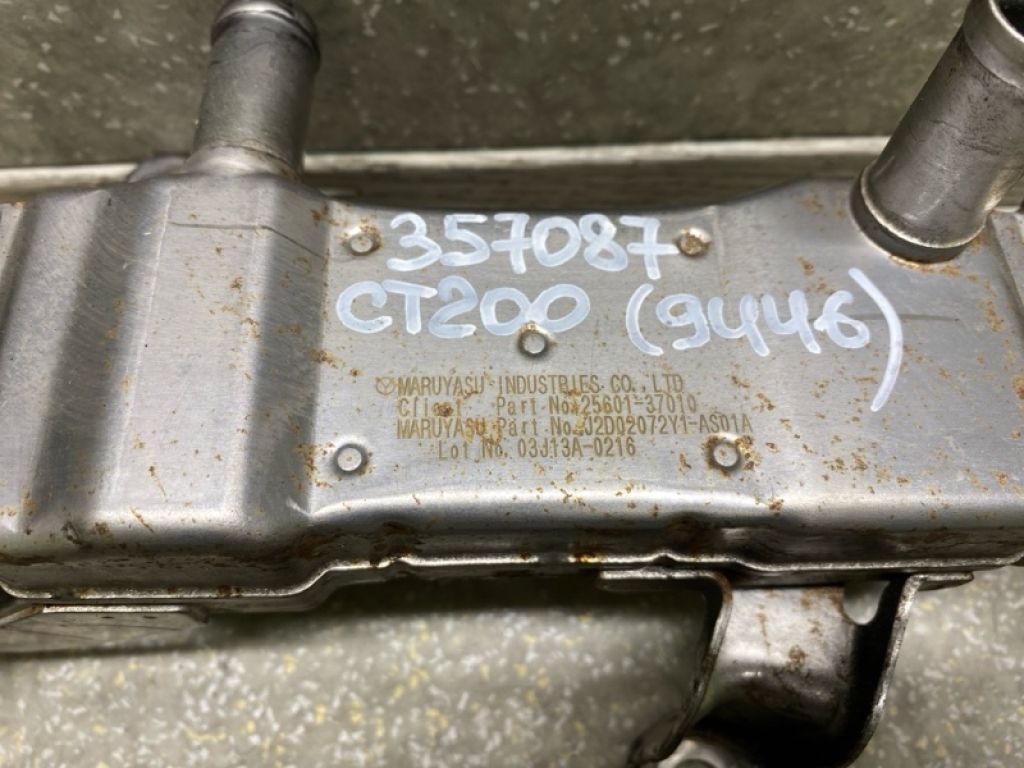 357087
CT200 (9446)
MARUYASU INDUSTRIES CO., LTD
Client Part No. 25601-37010
MARUYASU Part No. J2D02072Y1-AS01A
Lot No. 03J13A-0216